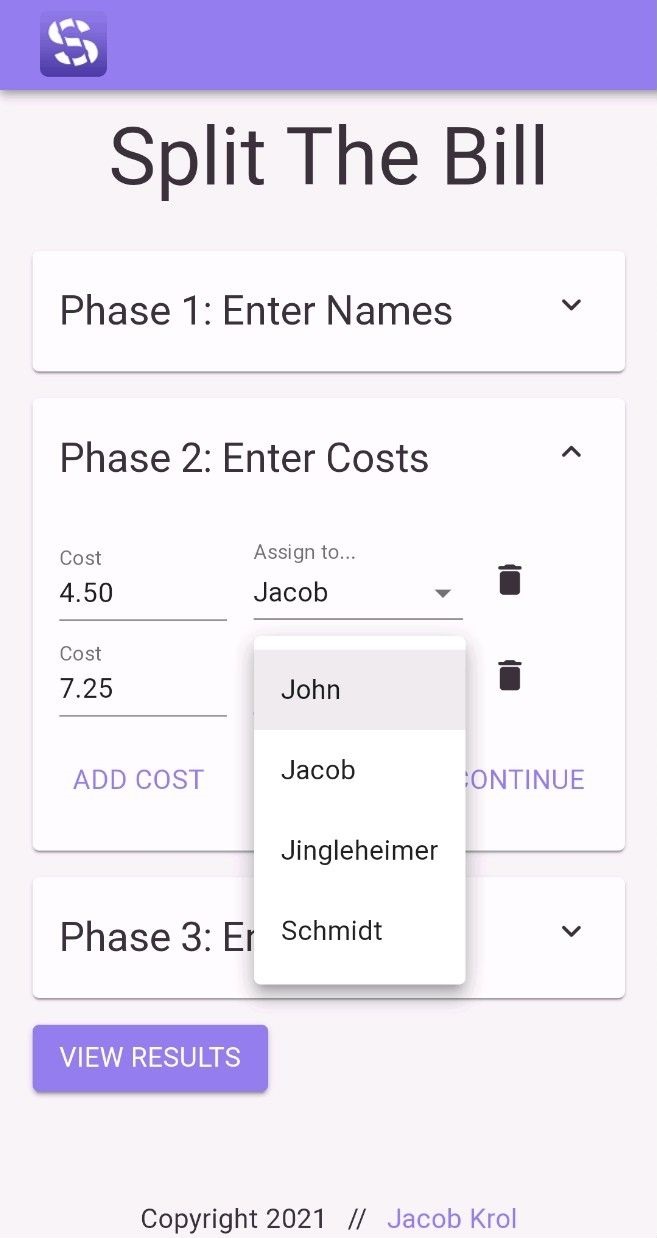 Split The Bill
Phase 1: Enter Names
Phase 2: Enter Costs
Cost
Assign to...
4.50
Jacob
Cost
7.25
John
Jacob
ADD COST
CONTINUE
Jingleheimer
Schmidt
Phase 3:
VIEW RESULTS
Copyright 2021 // Jacob Krol